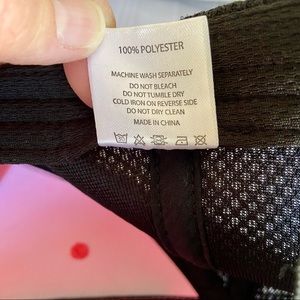 100% POLYESTER
MACHINE WASH SEPARATELY
DO NOT BLEACH
DO NOT TUMBLE DRY
COLD IRON ON REVERSE SIDE
DO NOT DRY CLEAN
MADE IN CHINA